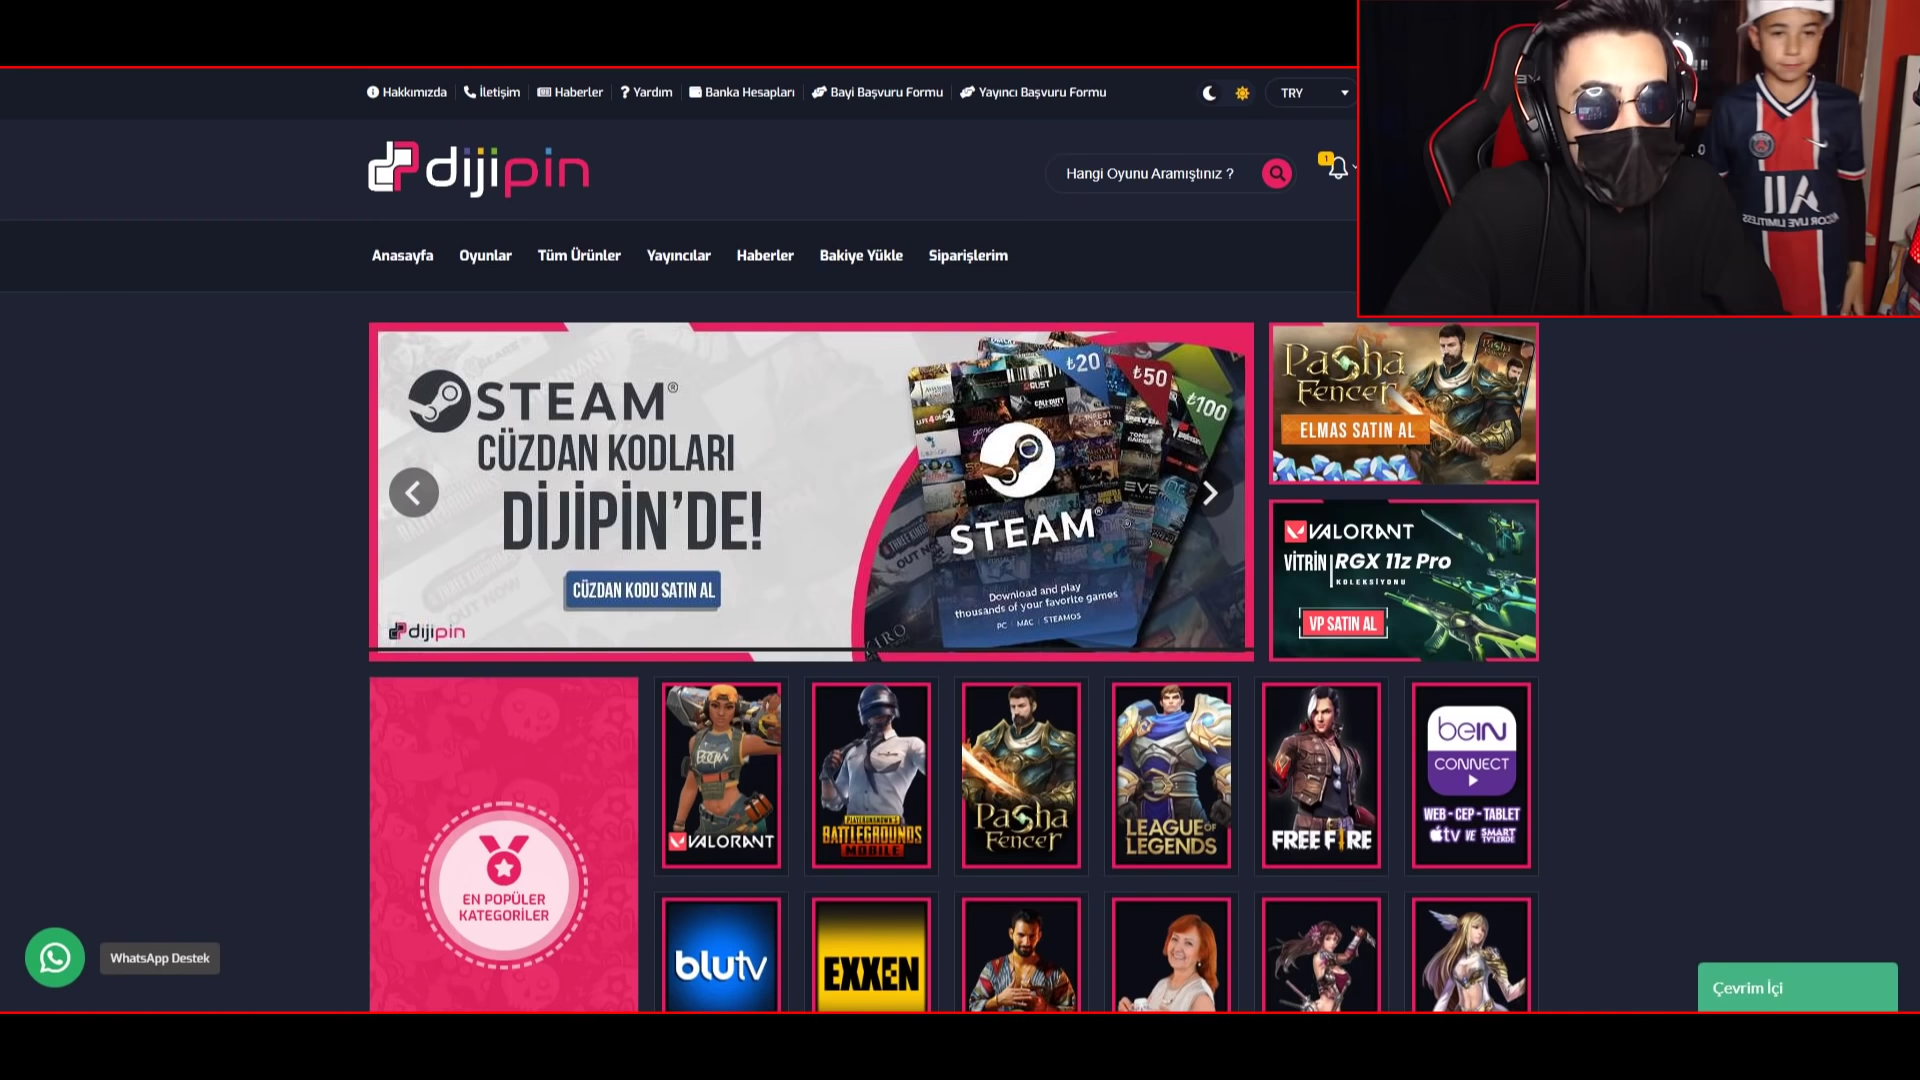 Hakkımızda
İletişim
Haberler
Yardım
Banka Hesapları
Bayi Başvuru Formu
Yayıncı Başvuru Formu
TRY
dijipin
Hangi Oyunu Aramıştınız ?
1
Anasayfa
Oyunlar
Tüm Ürünler
Yayıncılar
Haberler
Bakiye Yükle
Siparişlerim
STEAM®
CÜZDAN KODLARI
DİJİPİN'DE!
CÜZDAN KODU SATIN AL
dijipin
₺20
₺50
₺100
STEAM®
Download and play
thousands of your favorite games
PC | MAC | STEAMOS
Pasha
Fencer
ELMAS SATIN AL
VALORANT
VİTRİN | RGX 11z Pro
KOLEKSİYONU
VP SATIN AL
EN POPÜLER
KATEGORİLER
VALORANT
PLAYERUNKNOWN'S
BATTLEGROUNDS
MOBILE
Pasha
Fencer
LEAGUE OF
LEGENDS
FREE FIRE
beIN
CONNECT
WEB - CEP - TABLET
tv VE SMART
TV'LERDE
blutv
EXXEN
WhatsApp Destek
Çevrim İçi